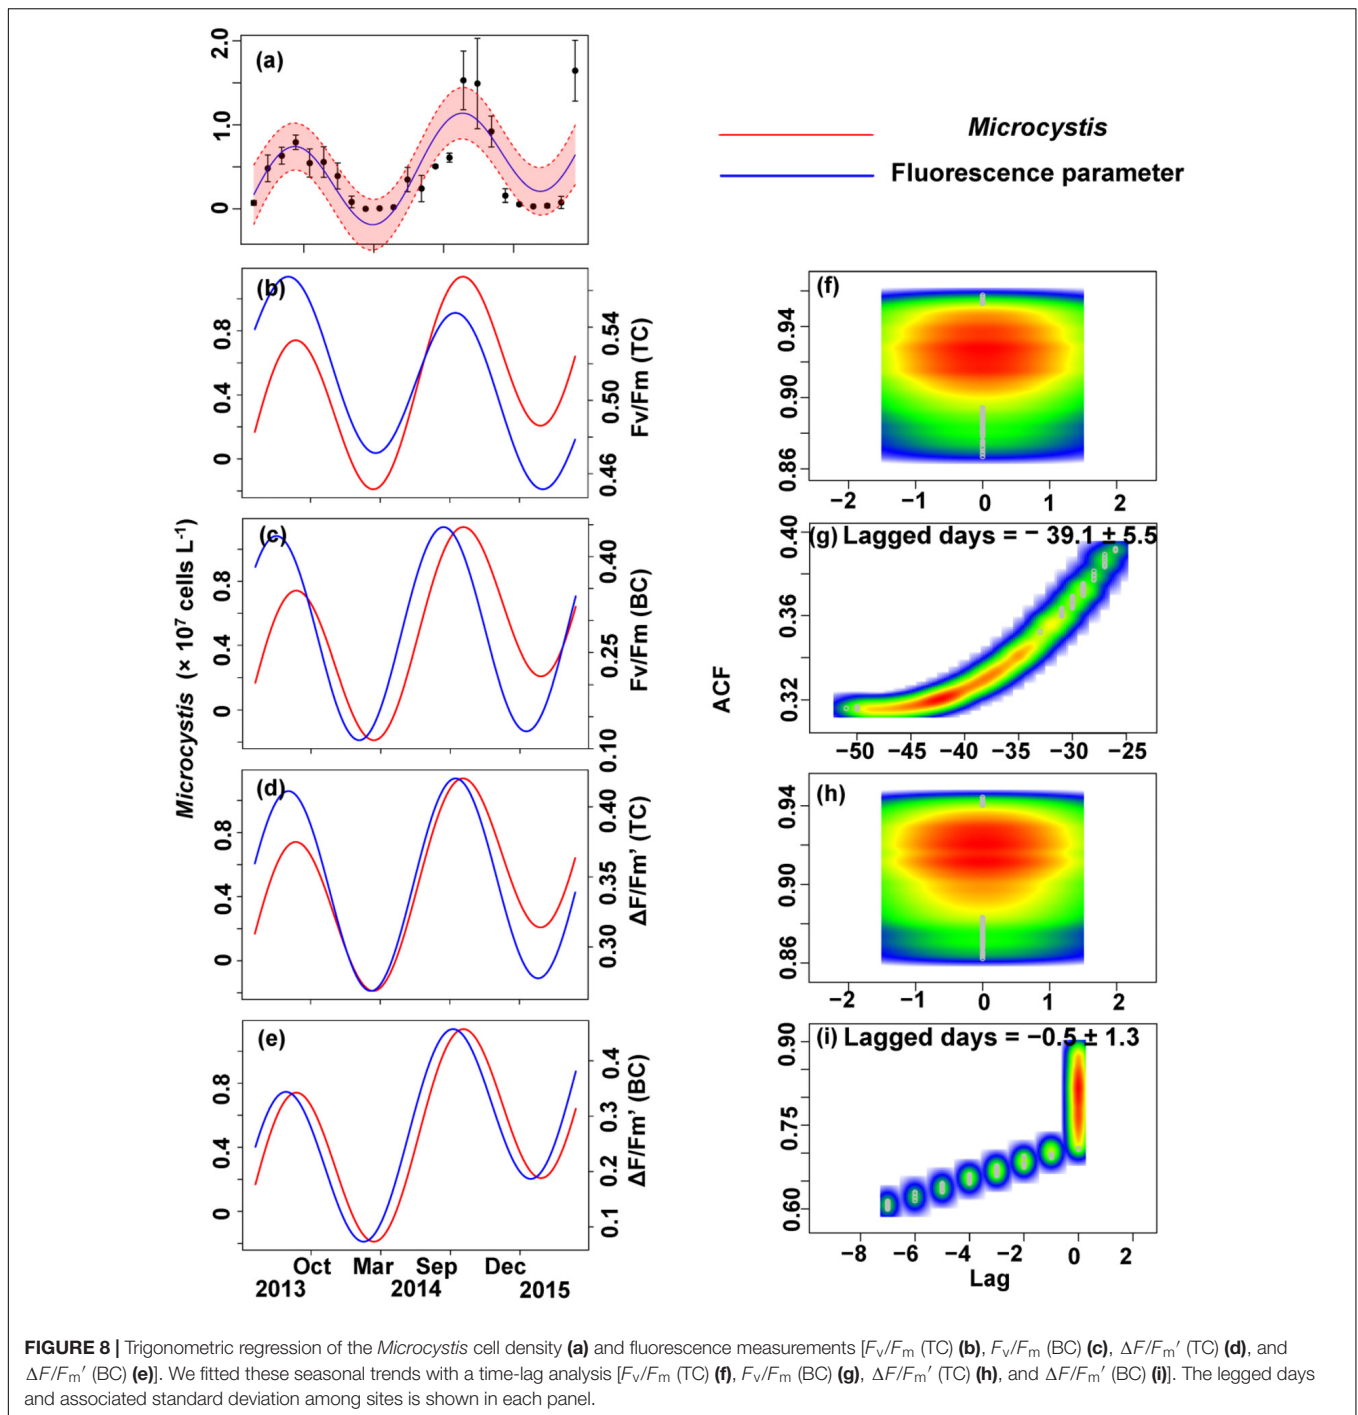 (a)
2.0
1.0
0
Microcystis
Fluorescence parameter
(b)
0.8
0.4
0
0.54
0.50
0.46
Fv/Fm (TC)
(c)
0.8
0.4
0
0.40
0.25
0.10
Fv/Fm (BC)
(d)
0.8
0.4
0
0.40
0.35
0.30
ΔF/Fm' (TC)
(e)
0.8
0.4
0
0.4
0.3
0.2
0.1
ΔF/Fm' (BC)
Microcystis (× 10⁷ cells L⁻¹)
Oct Mar Sep Dec
2013 2014 2015
(f)
0.94
0.90
0.86
−2 −1 0 1 2
(g) Lagged days = − 39.1 ± 5.5
0.40
0.36
0.32
−50 −45 −40 −35 −30 −25
ACF
(h)
0.94
0.90
0.86
−2 −1 0 1 2
(i) Lagged days = −0.5 ± 1.3
0.90
0.75
0.60
−8 −6 −4 −2 0 2
Lag
FIGURE 8 | Trigonometric regression of the Microcystis cell density (a) and fluorescence measurements [Fv/Fm (TC) (b), Fv/Fm (BC) (c), ΔF/Fm′ (TC) (d), and
ΔF/Fm′ (BC) (e)]. We fitted these seasonal trends with a time-lag analysis [Fv/Fm (TC) (f), Fv/Fm (BC) (g), ΔF/Fm′ (TC) (h), and ΔF/Fm′ (BC) (i)]. The legged days
and associated standard deviation among sites is shown in each panel.